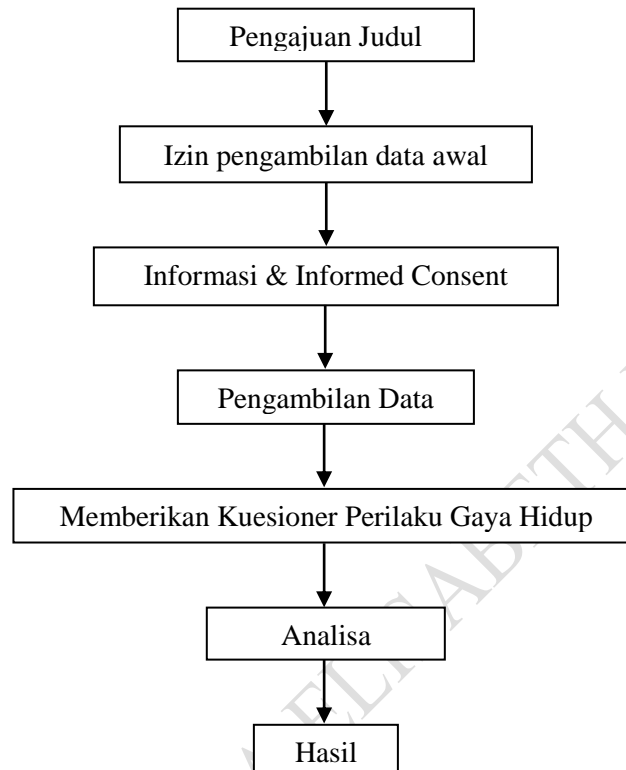 Pengajuan Judul
Izin pengambilan data awal
Informasi & Informed Consent
Pengambilan Data
Memberikan Kuesioner Perilaku Gaya Hidup
Analisa
Hasil